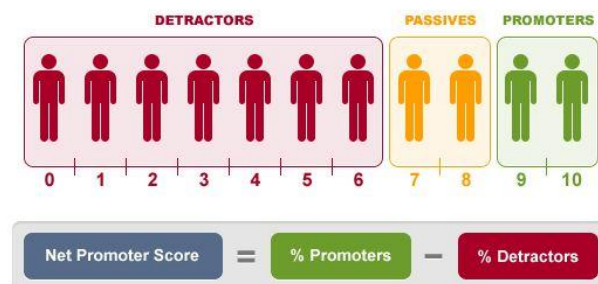 DETRACTORS PASSIVES PROMOTERS
0 1 2 3 4 5 6 7 8 9 10
Net Promoter Score = % Promoters – % Detractors